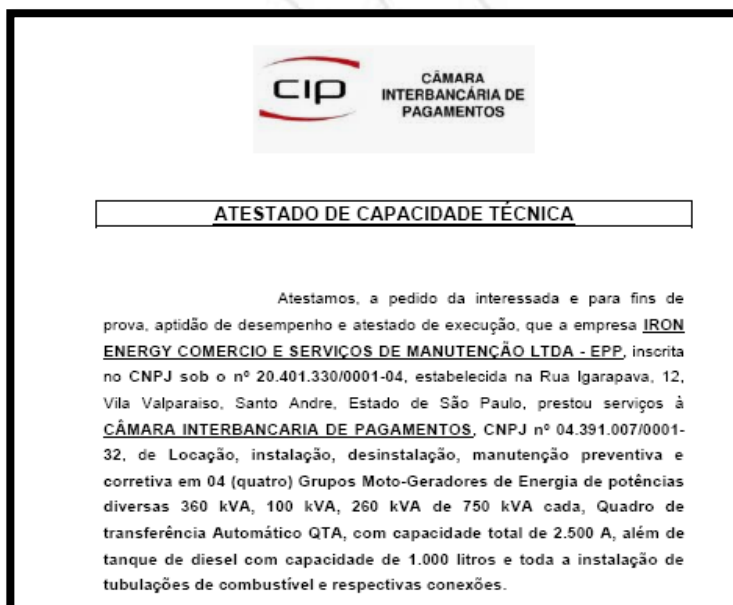 CIP
CÂMARA
INTERBANCÁRIA DE
PAGAMENTOS
ATESTADO DE CAPACIDADE TÉCNICA
Atestamos, a pedido da interessada e para fins de
prova, aptidão de desempenho e atestado de execução, que a empresa IRON
ENERGY COMERCIO E SERVIÇOS DE MANUTENÇÃO LTDA - EPP, inscrita
no CNPJ sob o nº 20.401.330/0001-04, estabelecida na Rua Igarapava, 12,
Vila Valparaiso, Santo Andre, Estado de São Paulo, prestou serviços à
CÂMARA INTERBANCARIA DE PAGAMENTOS, CNPJ nº 04.391.007/0001-
32, de Locação, instalação, desinstalação, manutenção preventiva e
corretiva em 04 (quatro) Grupos Moto-Geradores de Energia de potências
diversas 360 kVA, 100 kVA, 260 kVA de 750 kVA cada, Quadro de
transferência Automático QTA, com capacidade total de 2.500 A, além de
tanque de diesel com capacidade de 1.000 litros e toda a instalação de
tubulações de combustível e respectivas conexões.